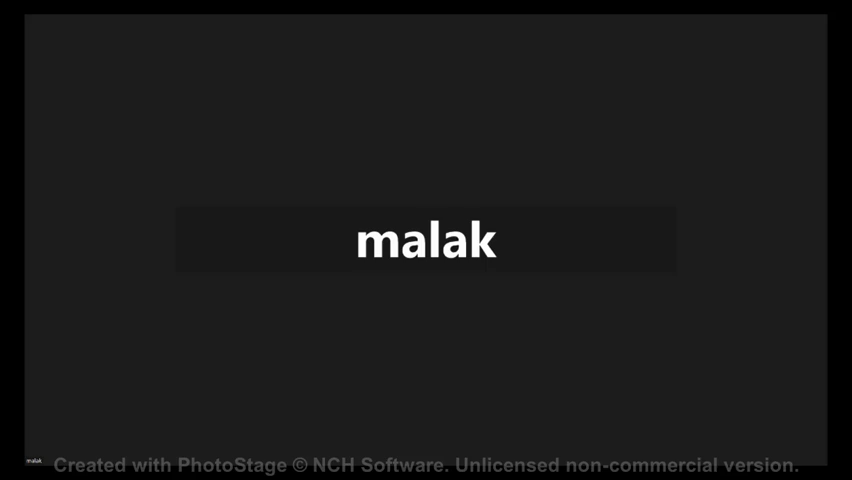 malak
malak
Created with PhotoStage © NCH Software. Unlicensed non-commercial version.